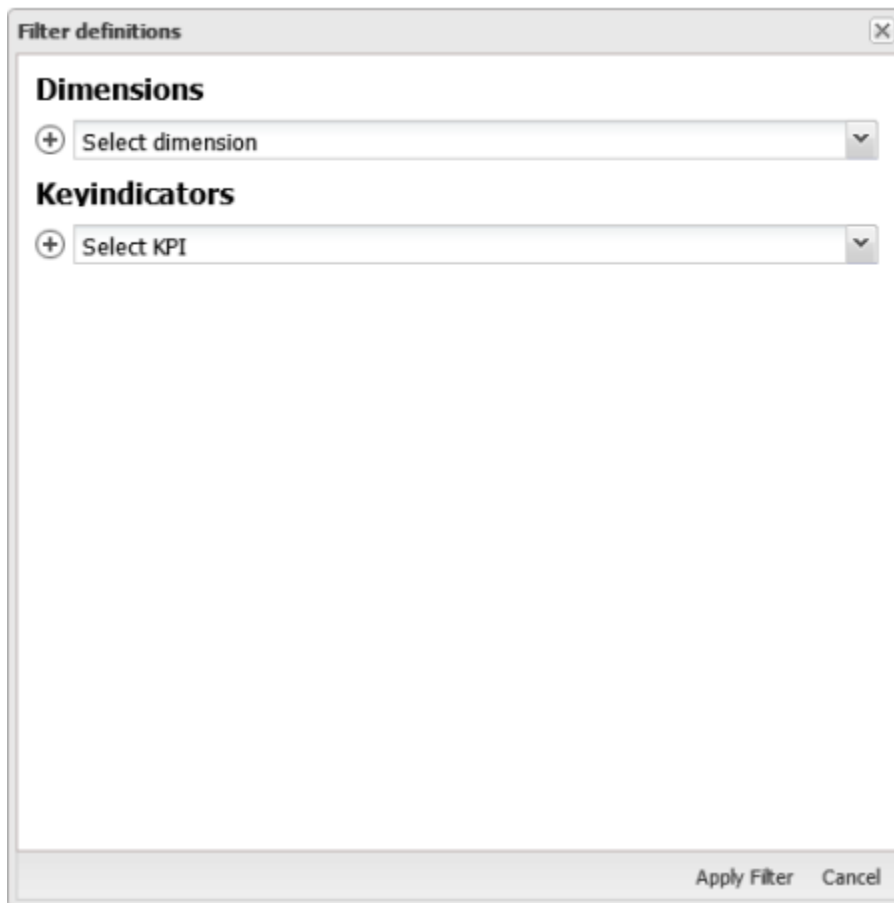 Filter definitions
Dimensions
Select dimension
Keyindicators
Select KPI
Apply Filter Cancel